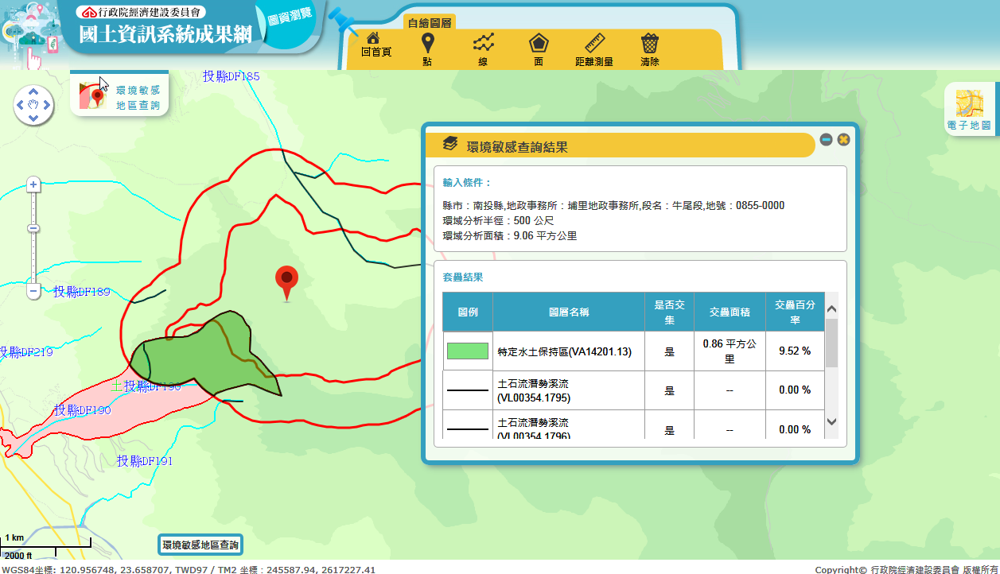 行政院經濟建設委員會
國土資訊系統成果網
圖資瀏覽
自繪圖層
回首頁
點
線
面
距離測量
清除
環境敏感
地區查詢
電子地圖
投縣DF185
投縣DF189
投縣DF219
土投縣DF190
投縣DF190
投縣DF191
環境敏感查詢結果
輸入條件：
縣市：南投縣,地政事務所：埔里地政事務所,段名：牛尾段,地號：0855-0000
環域分析半徑：500 公尺
環域分析面積：9.06 平方公里
套疊結果
圖例
圖層名稱
是否交
集
交疊面積
交疊百分
率
特定水土保持區(VA14201.13)
是
0.86 平方公
里
9.52 %
土石流潛勢溪流
(VL00354.1795)
是
--
0.00 %
土石流潛勢溪流
(VL00354.1796)
是
--
0.00 %
1 km
2000 ft
環境敏感地區查詢
WGS84坐標: 120.956748, 23.658707, TWD97 / TM2 坐標：245587.94, 2617227.41
Copyright© 行政院經濟建設委員會 版權所有